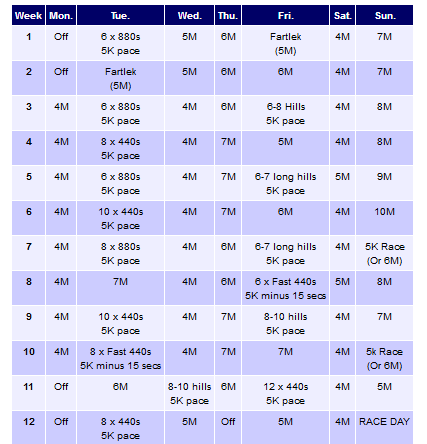 Week Mon. Tue. Wed. Thu. Fri. Sat. Sun.
1 Off 6 x 880s 5M 6M Fartlek 4M 7M
5K pace (5M)
2 Off Fartlek 5M 6M 6M 4M 7M
(5M)
3 4M 6 x 880s 4M 6M 6-8 Hills 4M 8M
5K pace 5K pace
4 4M 8 x 440s 4M 7M 5M 4M 8M
5K pace
5 4M 6 x 880s 4M 7M 6-7 long hills 5M 9M
5K pace 5K pace
6 4M 10 x 440s 4M 7M 6M 4M 10M
5K pace
7 4M 8 x 880s 4M 6M 6-7 long hills 4M 5K Race
5K pace 5K pace (Or 6M)
8 4M 7M 4M 6M 6 x Fast 440s 5M 8M
5K minus 15 secs
9 4M 10 x 440s 4M 7M 8-10 hills 4M 7M
5K pace 5K pace
10 4M 8 x Fast 440s 4M 7M 7M 4M 5k Race
5K minus 15 secs (Or 6M)
11 Off 6M 8-10 hills 6M 12 x 440s 4M 5M
5K pace 5K pace
12 Off 8 x 440s 5M Off 5M 4M RACE DAY
5K pace